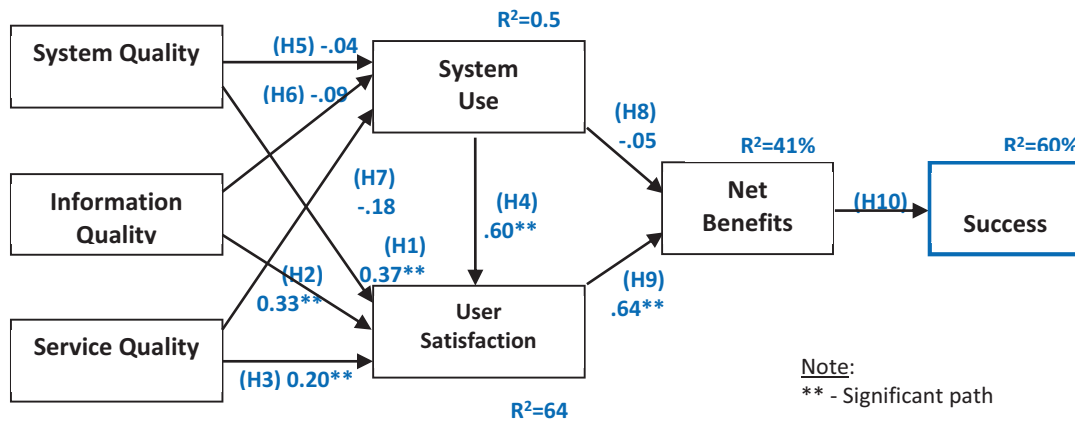 R²=0.5
System Quality
(H5) -.04
System
Use
(H6) -.09
(H8)
-.05
R²=41%
R²=60%
Information
Quality
(H7)
-.18
(H4)
.60**
Net
Benefits
(H10)
Success
(H1)
0.37**
(H2)
0.33**
(H9)
.64**
User
Satisfaction
Service Quality
(H3) 0.20**
Note:
** - Significant path
R²=64